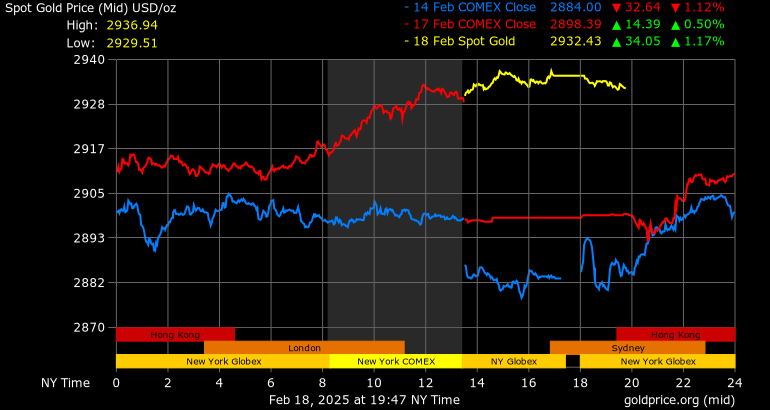 Spot Gold Price (Mid) USD/oz
High: 2936.94
Low: 2929.51
- 14 Feb COMEX Close 2884.00 ▼ 32.64 ▼ 1.12%
- 17 Feb COMEX Close 2898.39 ▲ 14.39 ▲ 0.50%
- 18 Feb Spot Gold 2932.43 ▲ 34.05 ▲ 1.17%
2940
2928
2917
2905
2893
2882
2870
Hong Kong Hong Kong
London Sydney
New York Globex New York COMEX NY Globex New York Globex
NY Time 0 2 4 6 8 10 12 14 16 18 20 22 24
Feb 18, 2025 at 19:47 NY Time goldprice.org (mid)